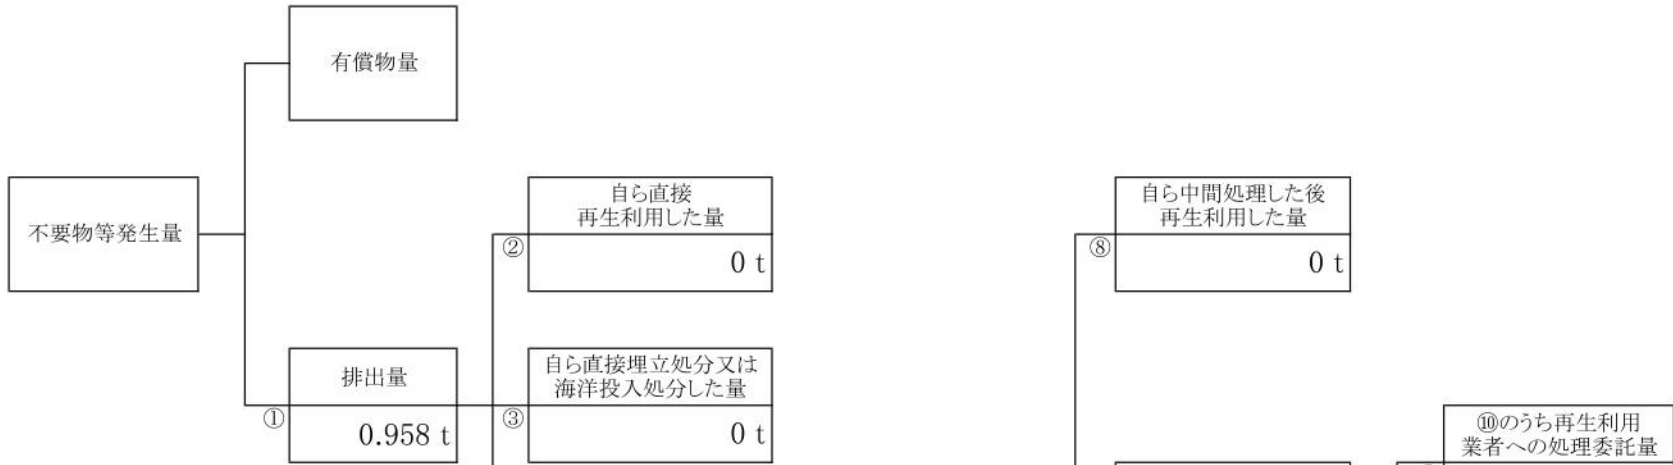 有償物量
不要物等発生量
自ら直接
再生利用した量
②
0 t
自ら中間処理した後
再生利用した量
⑧
0 t
排出量
①
0.958 t
自ら直接埋立処分又は
海洋投入処分した量
③
0 t
⑩のうち再生利用
業者への処理委託量